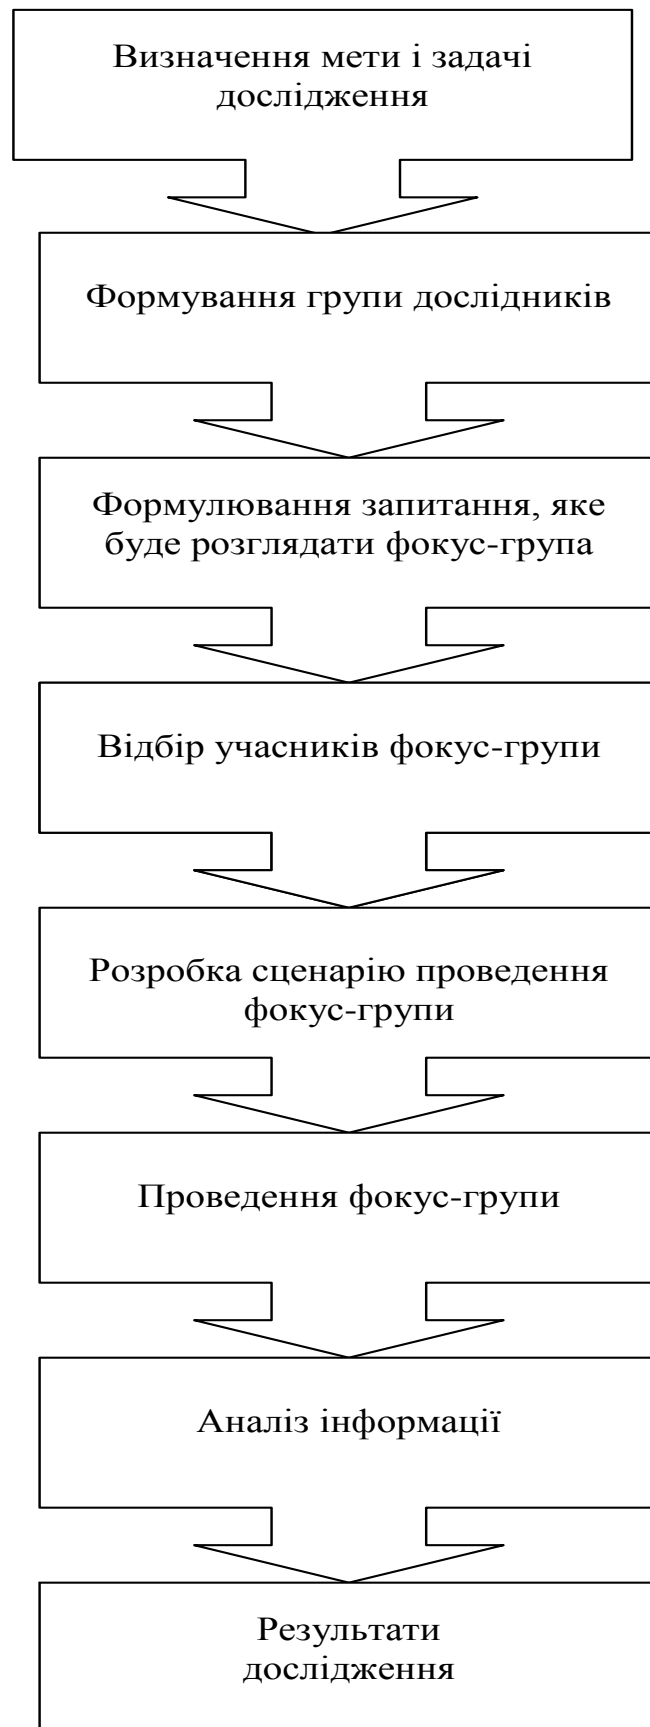 Визначення мети і задачі
дослідження
Формування групи дослідників
Формулювання запитання, яке
буде розглядати фокус-група
Відбір учасників фокус-групи
Розробка сценарію проведення
фокус-групи
Проведення фокус-групи
Аналіз інформації
Результати
дослідження